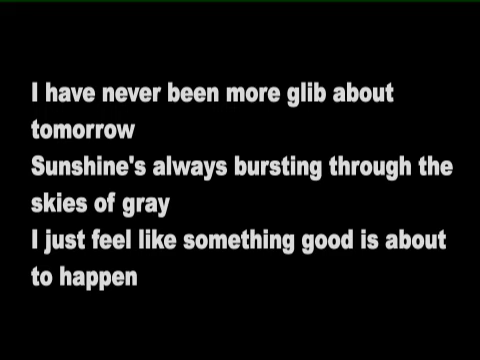 I have never been more glib about
tomorrow
Sunshine's always bursting through the
skies of gray
I just feel like something good is about
to happen